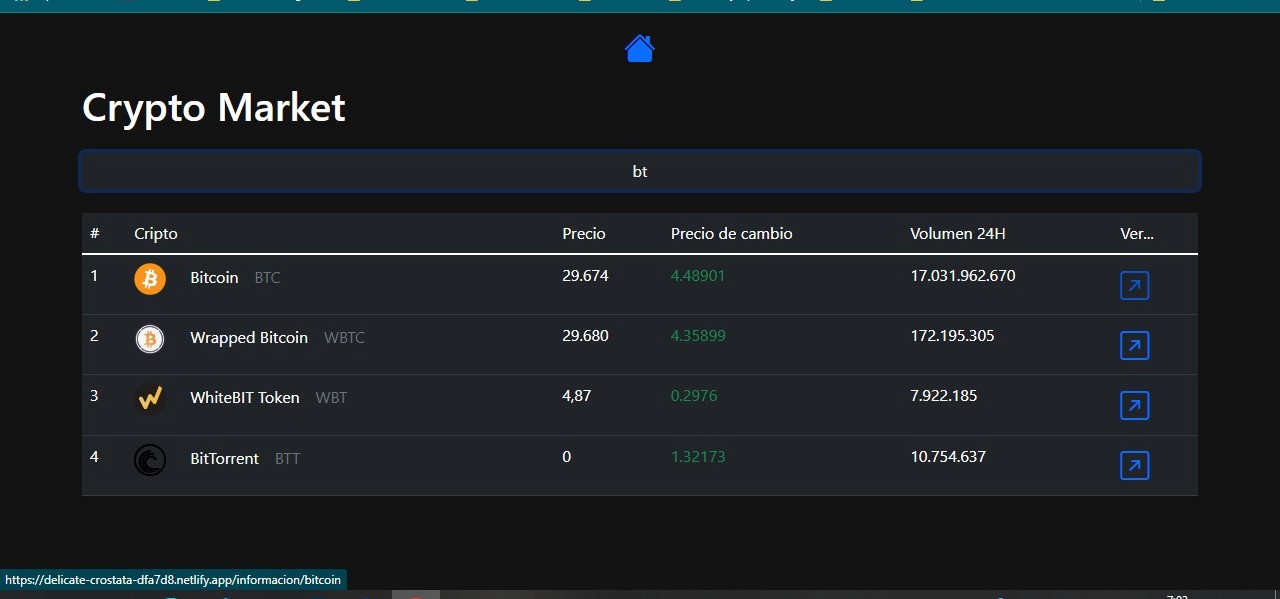 Crypto Market
bt
# Cripto Precio Precio de cambio Volumen 24H Ver...
1 Bitcoin BTC 29.674 4.48901 17.031.962.670
2 Wrapped Bitcoin WBTC 29.680 4.35899 172.195.305
3 WhiteBIT Token WBT 4,87 0.2976 7.922.185
4 BitTorrent BTT 0 1.32173 10.754.637
https://delicate-crostata-dfa7d8.netlify.app/informacion/bitcoin